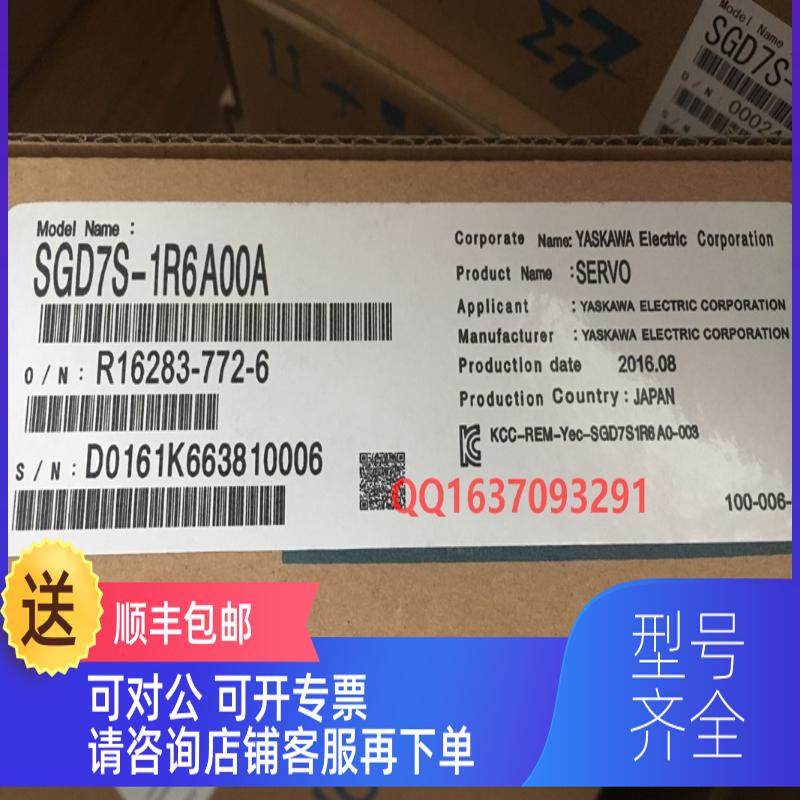 Model Name
SGD7S-
O/N:
00024
Model Name :
SGD7S-1R6A00A
O/N: R16283-772-6
S/N: D0161K663810006
Corporate Name: YASKAWA Electric Corporation
Product Name :SERVO
Applicant : YASKAWA ELECTRIC CORPORATION
Manufacturer : YASKAWA ELECTRIC CORPORATION
Production date 2016.08
Production Country : JAPAN
KCC-REM-Yec-SGD7S1R6A0-003
QQ1637093291
100-006-
送
顺丰包邮
可对公 可开专票
请咨询店铺客服再下单
型号
齐全